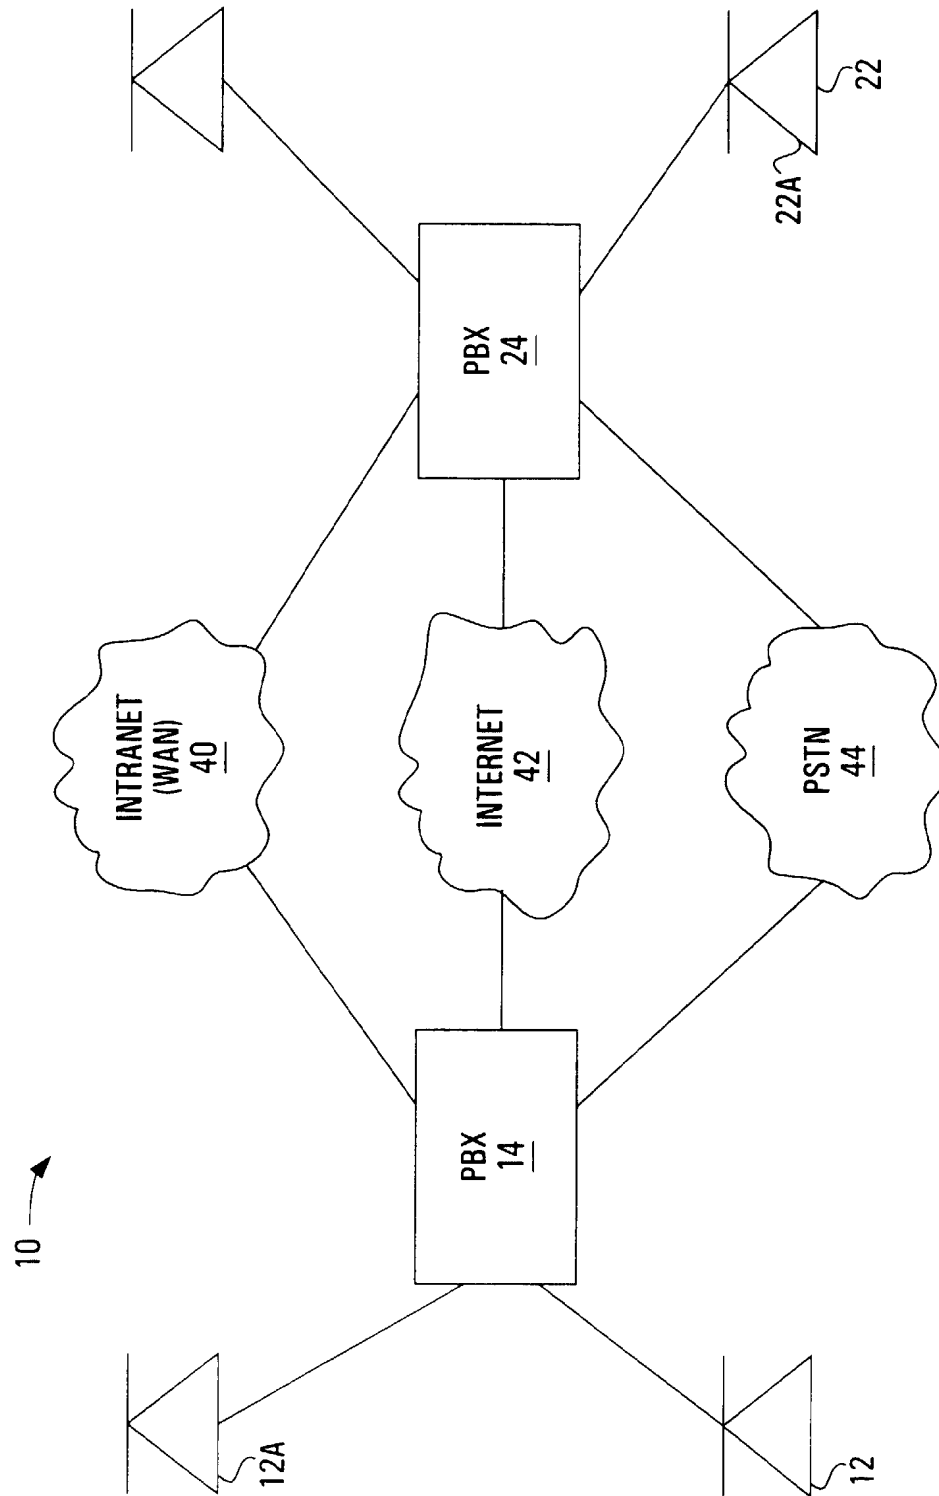 10
12A
12
PBX
14
INTRANET
(WAN)
40
INTERNET
42
PSTN
44
PBX
24
22A
22